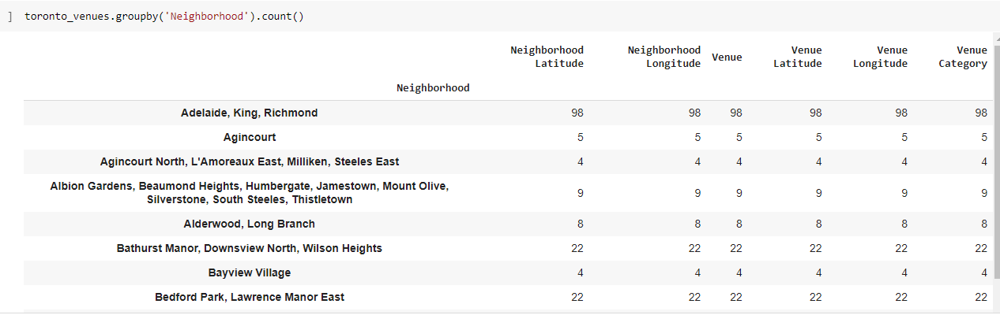 ] toronto_venues.groupby('Neighborhood').count()
Neighborhood Neighborhood Venue Venue Venue
Latitude Longitude Venue Latitude Longitude Category
Neighborhood
Adelaide, King, Richmond 98 98 98 98 98 98
Agincourt 5 5 5 5 5 5
Agincourt North, L'Amoreaux East, Milliken, Steeles East 4 4 4 4 4 4
Albion Gardens, Beaumond Heights, Humbergate, Jamestown, Mount Olive,
Silverstone, South Steeles, Thistletown 9 9 9 9 9 9
Alderwood, Long Branch 8 8 8 8 8 8
Bathurst Manor, Downsview North, Wilson Heights 22 22 22 22 22 22
Bayview Village 4 4 4 4 4 4
Bedford Park, Lawrence Manor East 22 22 22 22 22 22